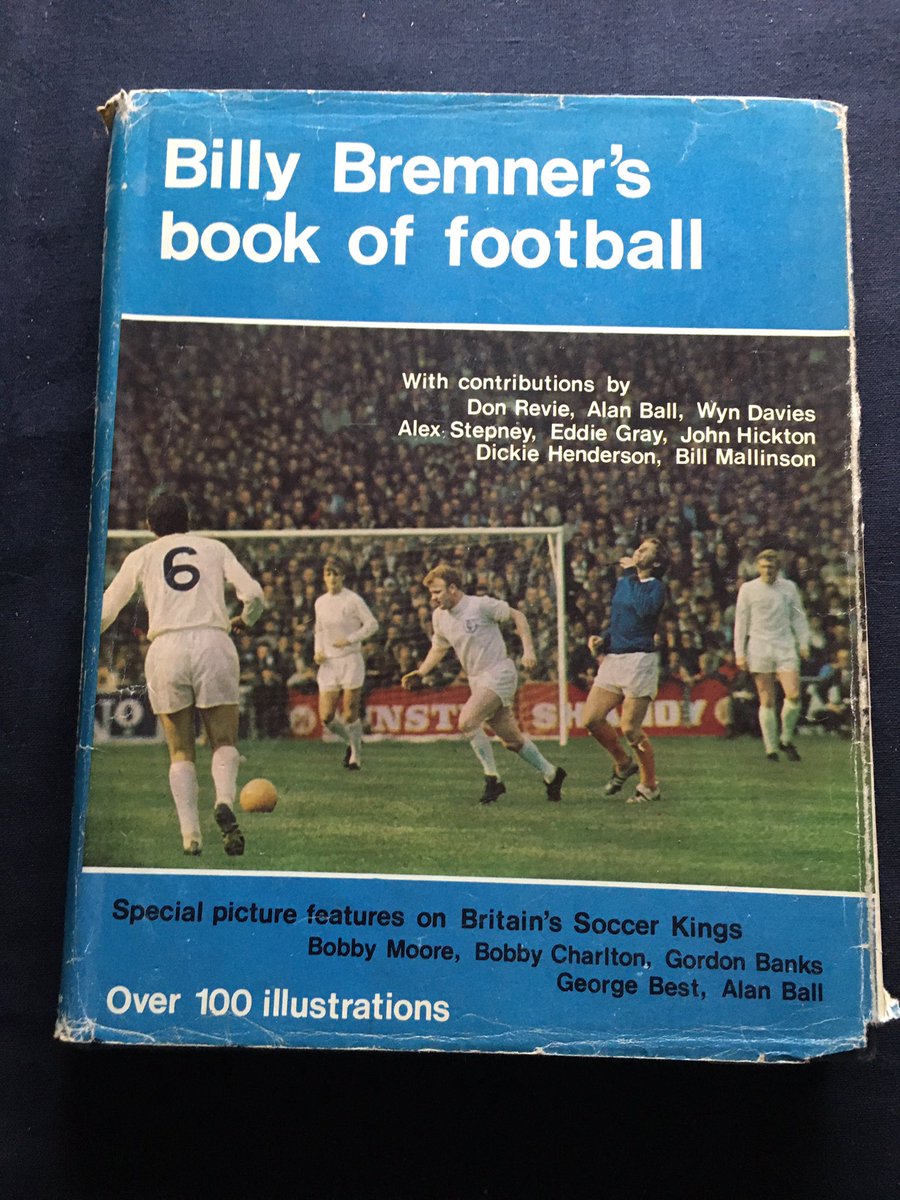 Billy Bremner's
book of football
With contributions by
Don Revie, Alan Ball, Wyn Davies
Alex Stepney, Eddie Gray, John Hickton
Dickie Henderson, Bill Mallinson
6
Special picture features on Britain's Soccer Kings
Bobby Moore, Bobby Charlton, Gordon Banks
George Best, Alan Ball
Over 100 illustrations